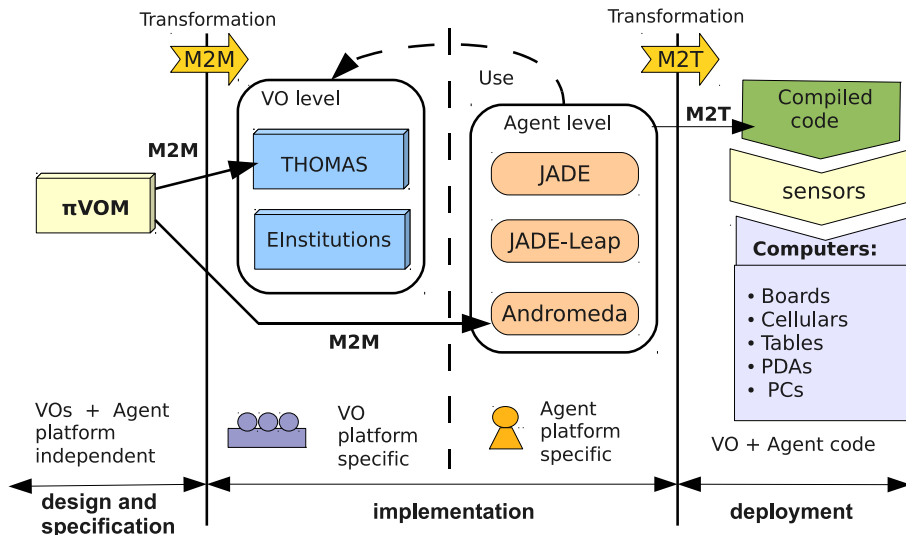 Transformation
M2M
Transformation
M2T
VO level
Use
THOMAS
EInstitutions
Agent level
JADE
JADE-Leap
Andromeda
M2T
Compiled
code
sensors
Computers:
• Boards
• Cellulars
• Tables
• PDAs
• PCs
M2M
πVOM
M2M
VOs + Agent
platform
independent
VO
platform
specific
Agent
platform
specific
VO + Agent code
design and
specification
implementation
deployment